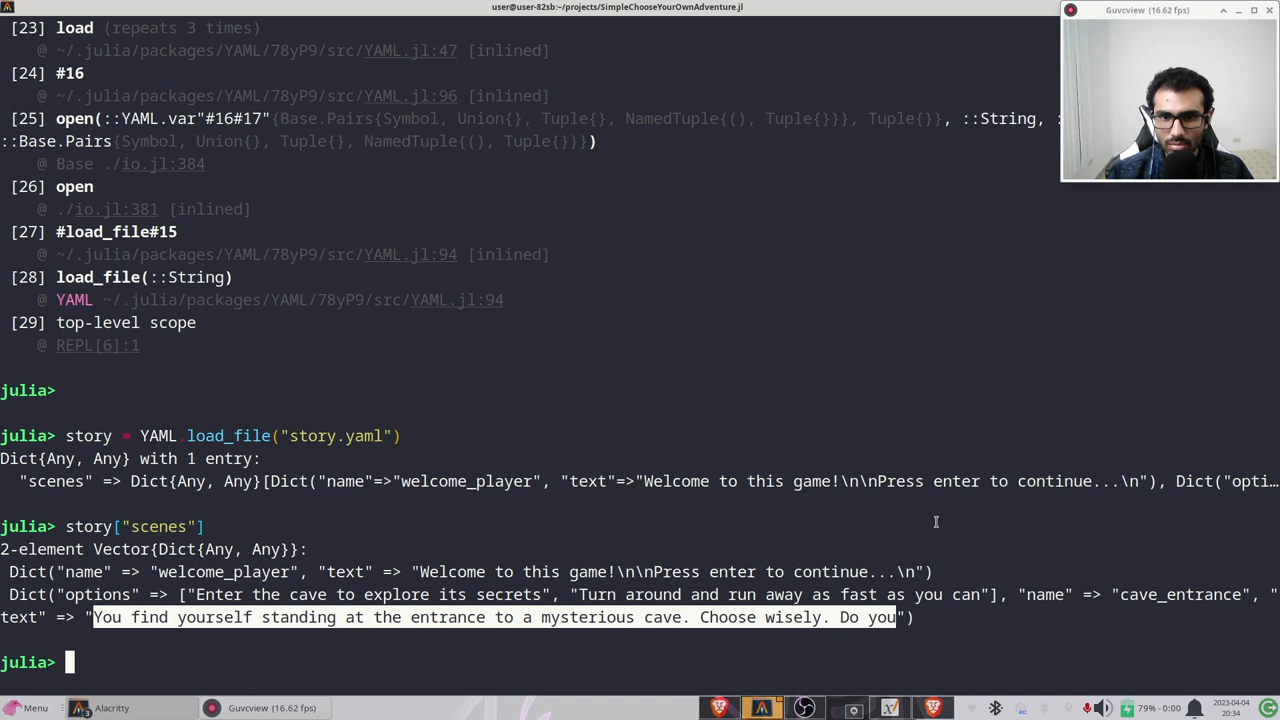 user@user-82sb:~/projects/SimpleChooseYourOwnAdventure.jl
Guvcview (16.62 fps)
[23] load (repeats 3 times)
@ ~/.julia/packages/YAML/78yP9/src/YAML.jl:47 [inlined]
[24] #16
@ ~/.julia/packages/YAML/78yP9/src/YAML.jl:96 [inlined]
[25] open(::YAML.var"#16#17"{Base.Pairs{Symbol, Union{}, Tuple{}, NamedTuple{(), Tuple{}}}, Tuple{}}, ::String, :
::Base.Pairs{Symbol, Union{}, Tuple{}, NamedTuple{(), Tuple{}}})
@ Base ./io.jl:384
[26] open
@ ./io.jl:381 [inlined]
[27] #load_file#15
@ ~/.julia/packages/YAML/78yP9/src/YAML.jl:94 [inlined]
[28] load_file(::String)
@ YAML ~/.julia/packages/YAML/78yP9/src/YAML.jl:94
[29] top-level scope
@ REPL[6]:1
julia>
julia> story = YAML.load_file("story.yaml")
Dict{Any, Any} with 1 entry:
"scenes" => Dict{Any, Any}[Dict("name"=>"welcome_player", "text"=>"Welcome to this game!\n\nPress enter to continue...\n"), Dict("opti…
julia> story["scenes"]
2-element Vector{Dict{Any, Any}}:
Dict("name" => "welcome_player", "text" => "Welcome to this game!\n\nPress enter to continue...\n")
Dict("options" => ["Enter the cave to explore its secrets", "Turn around and run away as fast as you can"], "name" => "cave_entrance", "
text" => "You find yourself standing at the entrance to a mysterious cave. Choose wisely. Do you")
julia>
Menu
Alacritty
3
Guvcview (16.62 fps)
79% - 0:00
2023-04-04
20:34